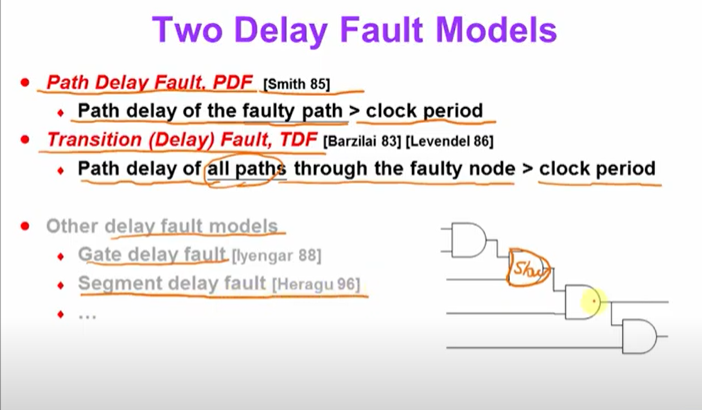 Two Delay Fault Models
Path Delay Fault, PDF [Smith 85]
Path delay of the faulty path > clock period
Transition (Delay) Fault, TDF [Barzilai 83] [Levendel 86]
Path delay of all paths through the faulty node > clock period
Other delay fault models
Gate delay fault [Iyengar 88]
Segment delay fault [Heragu 96]
...